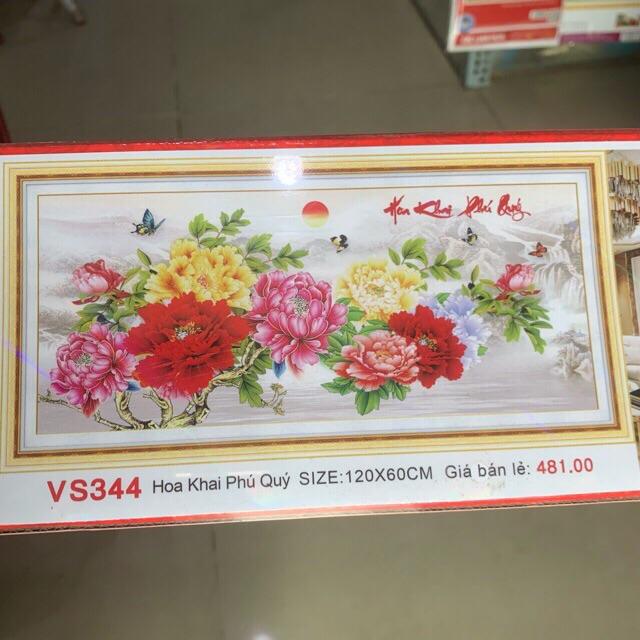 Hoa Khai Phú Quý
VS344 Hoa Khai Phú Quý SIZE:120X60CM Giá bán lẻ: 481.00